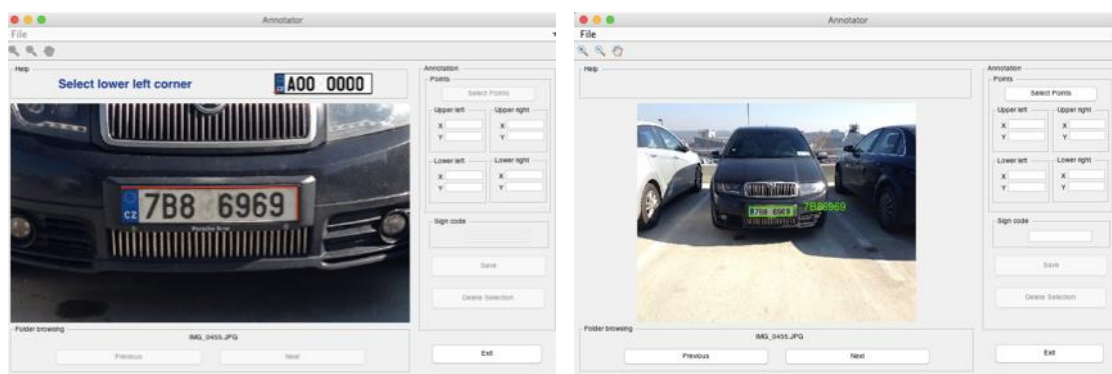 Annotator
File
Help
Select lower left corner
A00 0000
7B8 6969
CZ
Annotation
Points
Select Points
Upper left
Upper right
X
X
Y
Y
Lower left
Lower right
X
X
Y
Y
Sign code
Save
Delete Selection
Folder browsing
IMG_0455.JPG
Previous
Next
Exit
Annotator
File
Help
7B8 6969
7B86969
Annotation
Points
Select Points
Upper left
Upper right
X
X
Y
Y
Lower left
Lower right
X
X
Y
Y
Sign code
Save
Delete Selection
Folder browsing
IMG_0455.JPG
Previous
Next
Exit